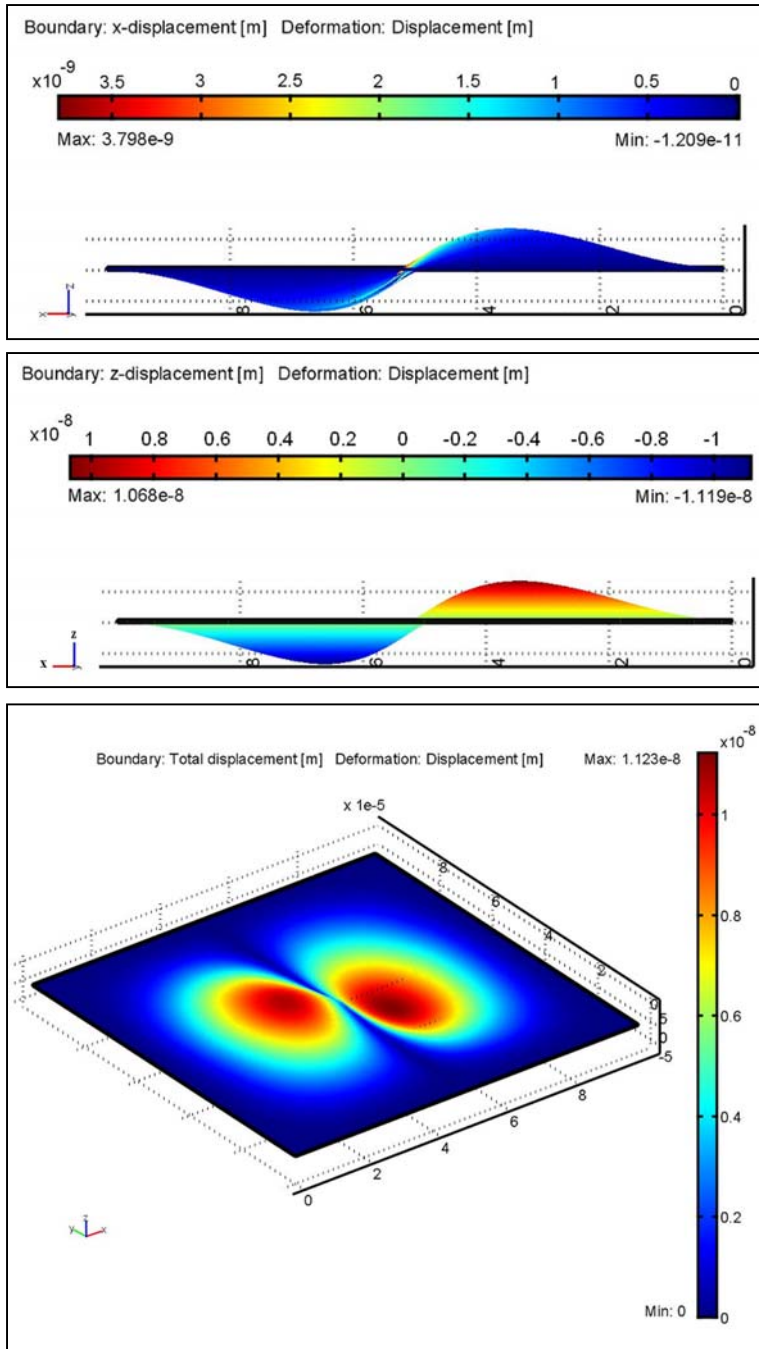 Boundary: x-displacement [m] Deformation: Displacement [m]
x10-9 3.5 3 2.5 2 1.5 1 0.5 0
Max: 3.798e-9 Min: -1.209e-11
8 6 4 2 0
z
x y
Boundary: z-displacement [m] Deformation: Displacement [m]
x10-8 1 0.8 0.6 0.4 0.2 0 -0.2 -0.4 -0.6 -0.8 -1
Max: 1.068e-8 Min: -1.119e-8
8 6 4 2 0
z
x
Boundary: Total displacement [m] Deformation: Displacement [m] Max: 1.123e-8
x10-8
x 1e-5
8 6 4 2 0
5
0
-5
0 2 4 6 8
1
0.8
0.6
0.4
0.2
0
y z x
Min: 0